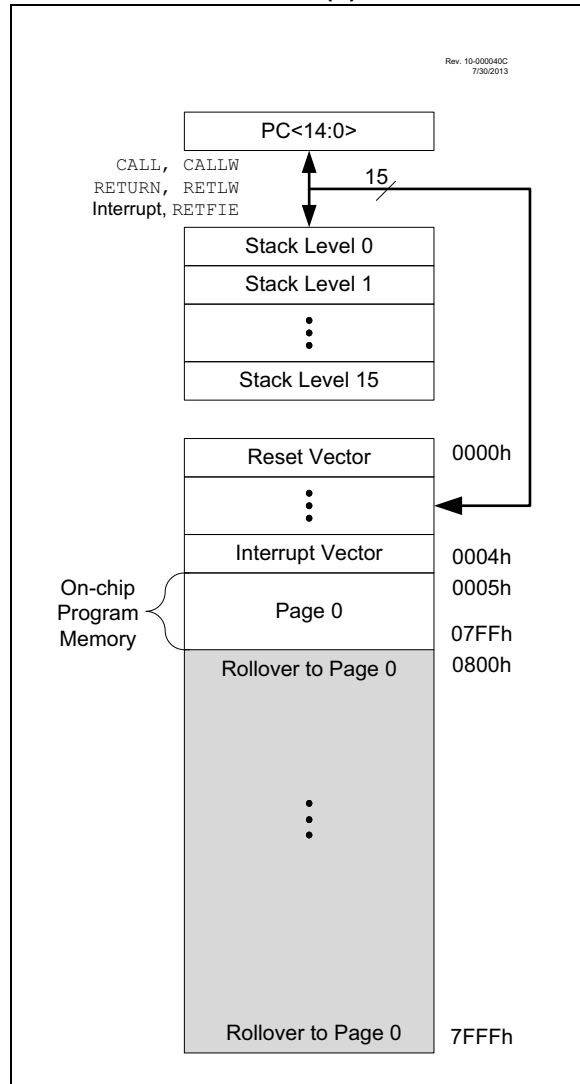 Rev. 10-000040C
7/30/2013
PC<14:0>
CALL, CALLW
RETURN, RETLW
Interrupt, RETFIE
15
Stack Level 0
Stack Level 1
Stack Level 15
Reset Vector
0000h
Interrupt Vector
0004h
On-chip
Program
Memory
Page 0
0005h
07FFh
Rollover to Page 0
0800h
Rollover to Page 0
7FFFh